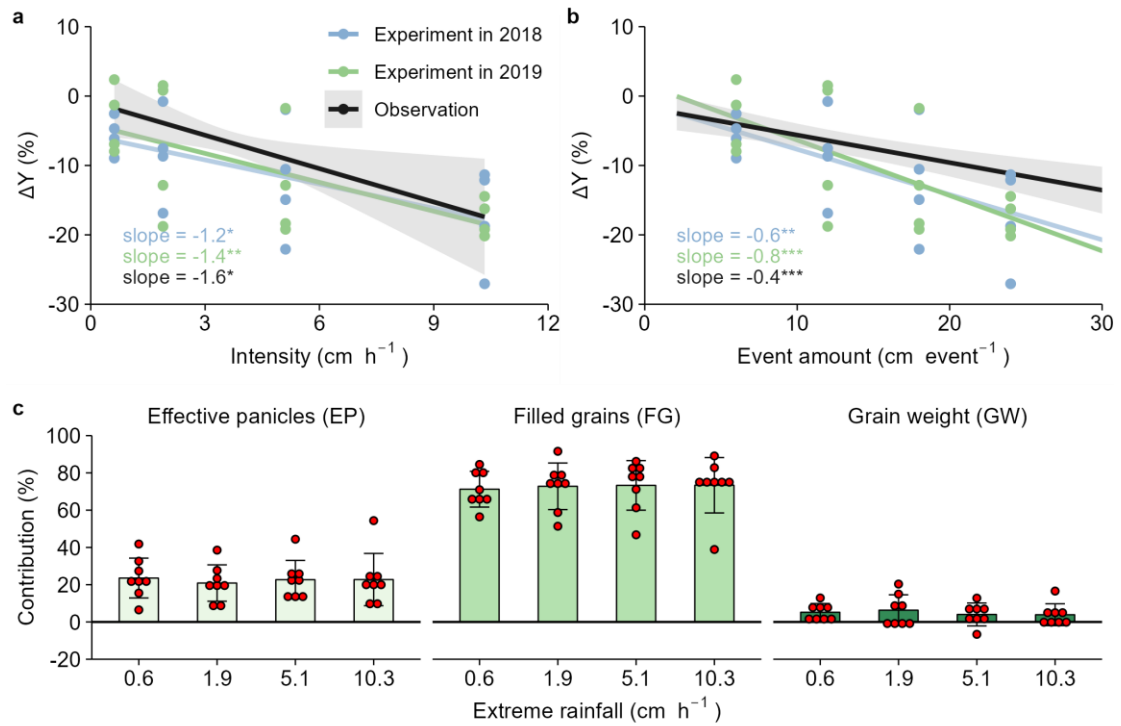 a
10
0
-10
-20
-30
ΔY (%)
Experiment in 2018
Experiment in 2019
Observation
slope = -1.2*
slope = -1.4**
slope = -1.6*
0
3
6
9
12
Intensity (cm h⁻¹)
b
10
0
-10
-20
-30
ΔY (%)
slope = -0.6**
slope = -0.8***
slope = -0.4***
0
10
20
30
Event amount (cm event⁻¹)
c
Effective panicles (EP)
Filled grains (FG)
Grain weight (GW)
100
80
60
40
20
0
-20
Contribution (%)
0.6 1.9 5.1 10.3
0.6 1.9 5.1 10.3
0.6 1.9 5.1 10.3
Extreme rainfall (cm h⁻¹)